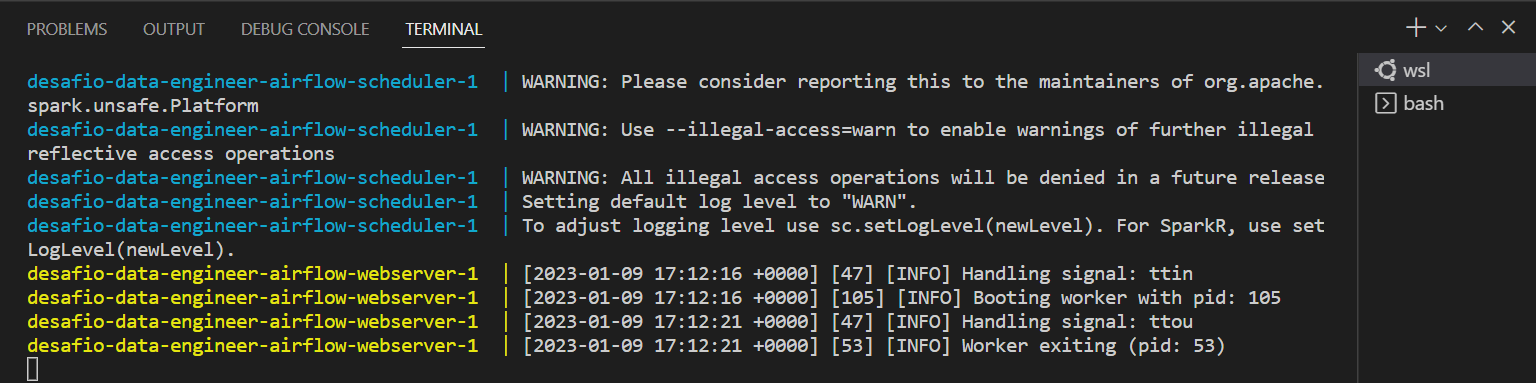 PROBLEMS OUTPUT DEBUG CONSOLE TERMINAL
desafio-data-engineer-airflow-scheduler-1 | WARNING: Please consider reporting this to the maintainers of org.apache.
spark.unsafe.Platform
desafio-data-engineer-airflow-scheduler-1 | WARNING: Use --illegal-access=warn to enable warnings of further illegal
reflective access operations
desafio-data-engineer-airflow-scheduler-1 | WARNING: All illegal access operations will be denied in a future release
desafio-data-engineer-airflow-scheduler-1 | Setting default log level to "WARN".
desafio-data-engineer-airflow-scheduler-1 | To adjust logging level use sc.setLogLevel(newLevel). For SparkR, use set
LogLevel(newLevel).
desafio-data-engineer-airflow-webserver-1 | [2023-01-09 17:12:16 +0000] [47] [INFO] Handling signal: ttin
desafio-data-engineer-airflow-webserver-1 | [2023-01-09 17:12:16 +0000] [105] [INFO] Booting worker with pid: 105
desafio-data-engineer-airflow-webserver-1 | [2023-01-09 17:12:21 +0000] [47] [INFO] Handling signal: ttou
desafio-data-engineer-airflow-webserver-1 | [2023-01-09 17:12:21 +0000] [53] [INFO] Worker exiting (pid: 53)
wsl
bash